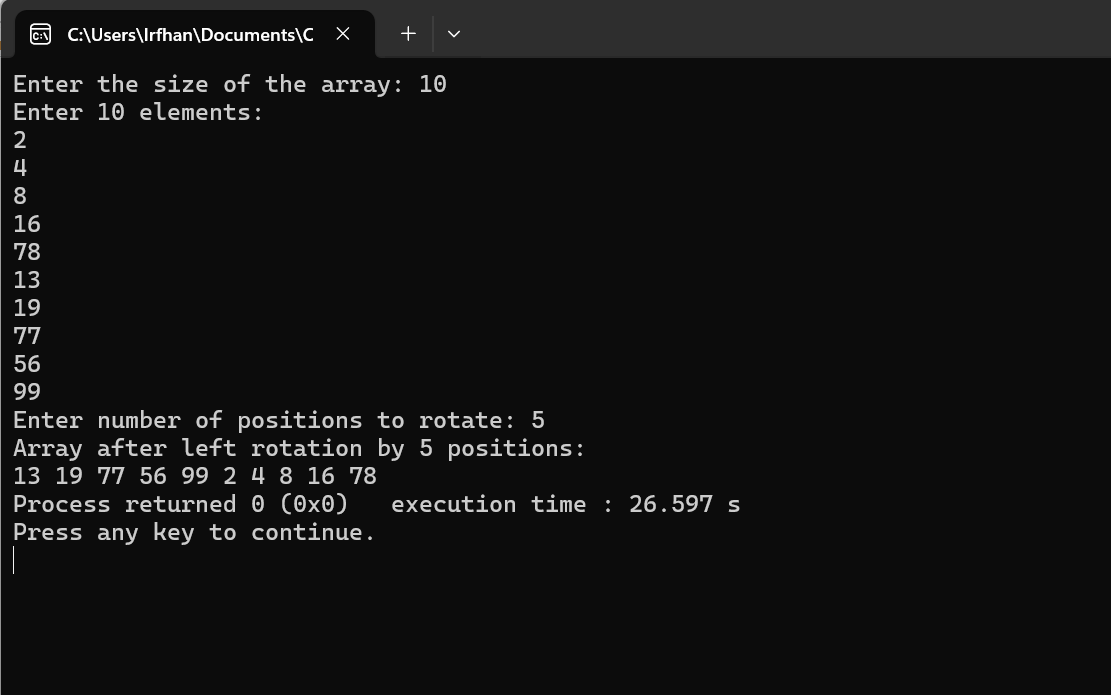 C:\Users\Irfhan\Documents\C
Enter the size of the array: 10
Enter 10 elements:
2
4
8
16
78
13
19
77
56
99
Enter number of positions to rotate: 5
Array after left rotation by 5 positions:
13 19 77 56 99 2 4 8 16 78
Process returned 0 (0x0)   execution time : 26.597 s
Press any key to continue.